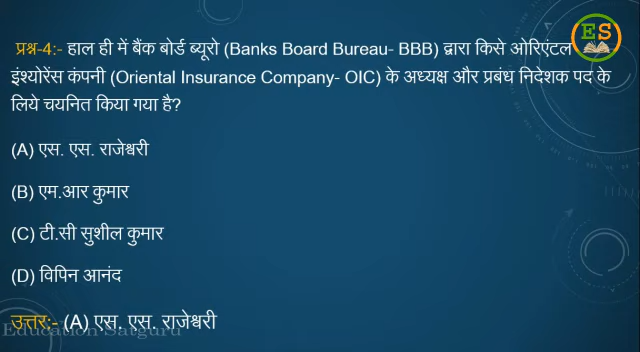 ES
प्रश्न-4:- हाल ही में बैंक बोर्ड ब्यूरो (Banks Board Bureau- BBB) द्वारा किसे ओरिएंटल
इंश्योरेंस कंपनी (Oriental Insurance Company- OIC) के अध्यक्ष और प्रबंध निदेशक पद के
लिये चयनित किया गया है?
(A) एस. एस. राजेश्वरी
(B) एम.आर कुमार
(C) टी.सी सुशील कुमार
(D) विपिन आनंद
उत्तर:- (A) एस. एस. राजेश्वरी
Education Satguru